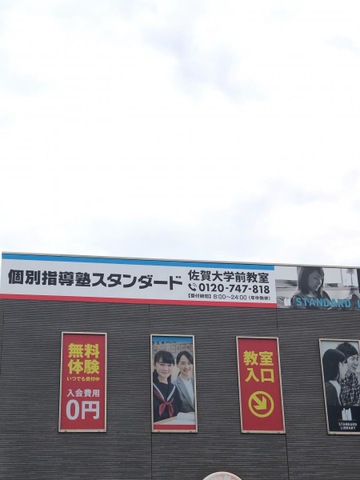 個別指導塾スタンダード
佐賀大学前教室
0120-747-818
【受付時間】8:00〜24:00(年中無休)
STANDARD
無料
体験
いつでも受付中
入会費用
0円
教室
入口
STANDARD
LIBRARY